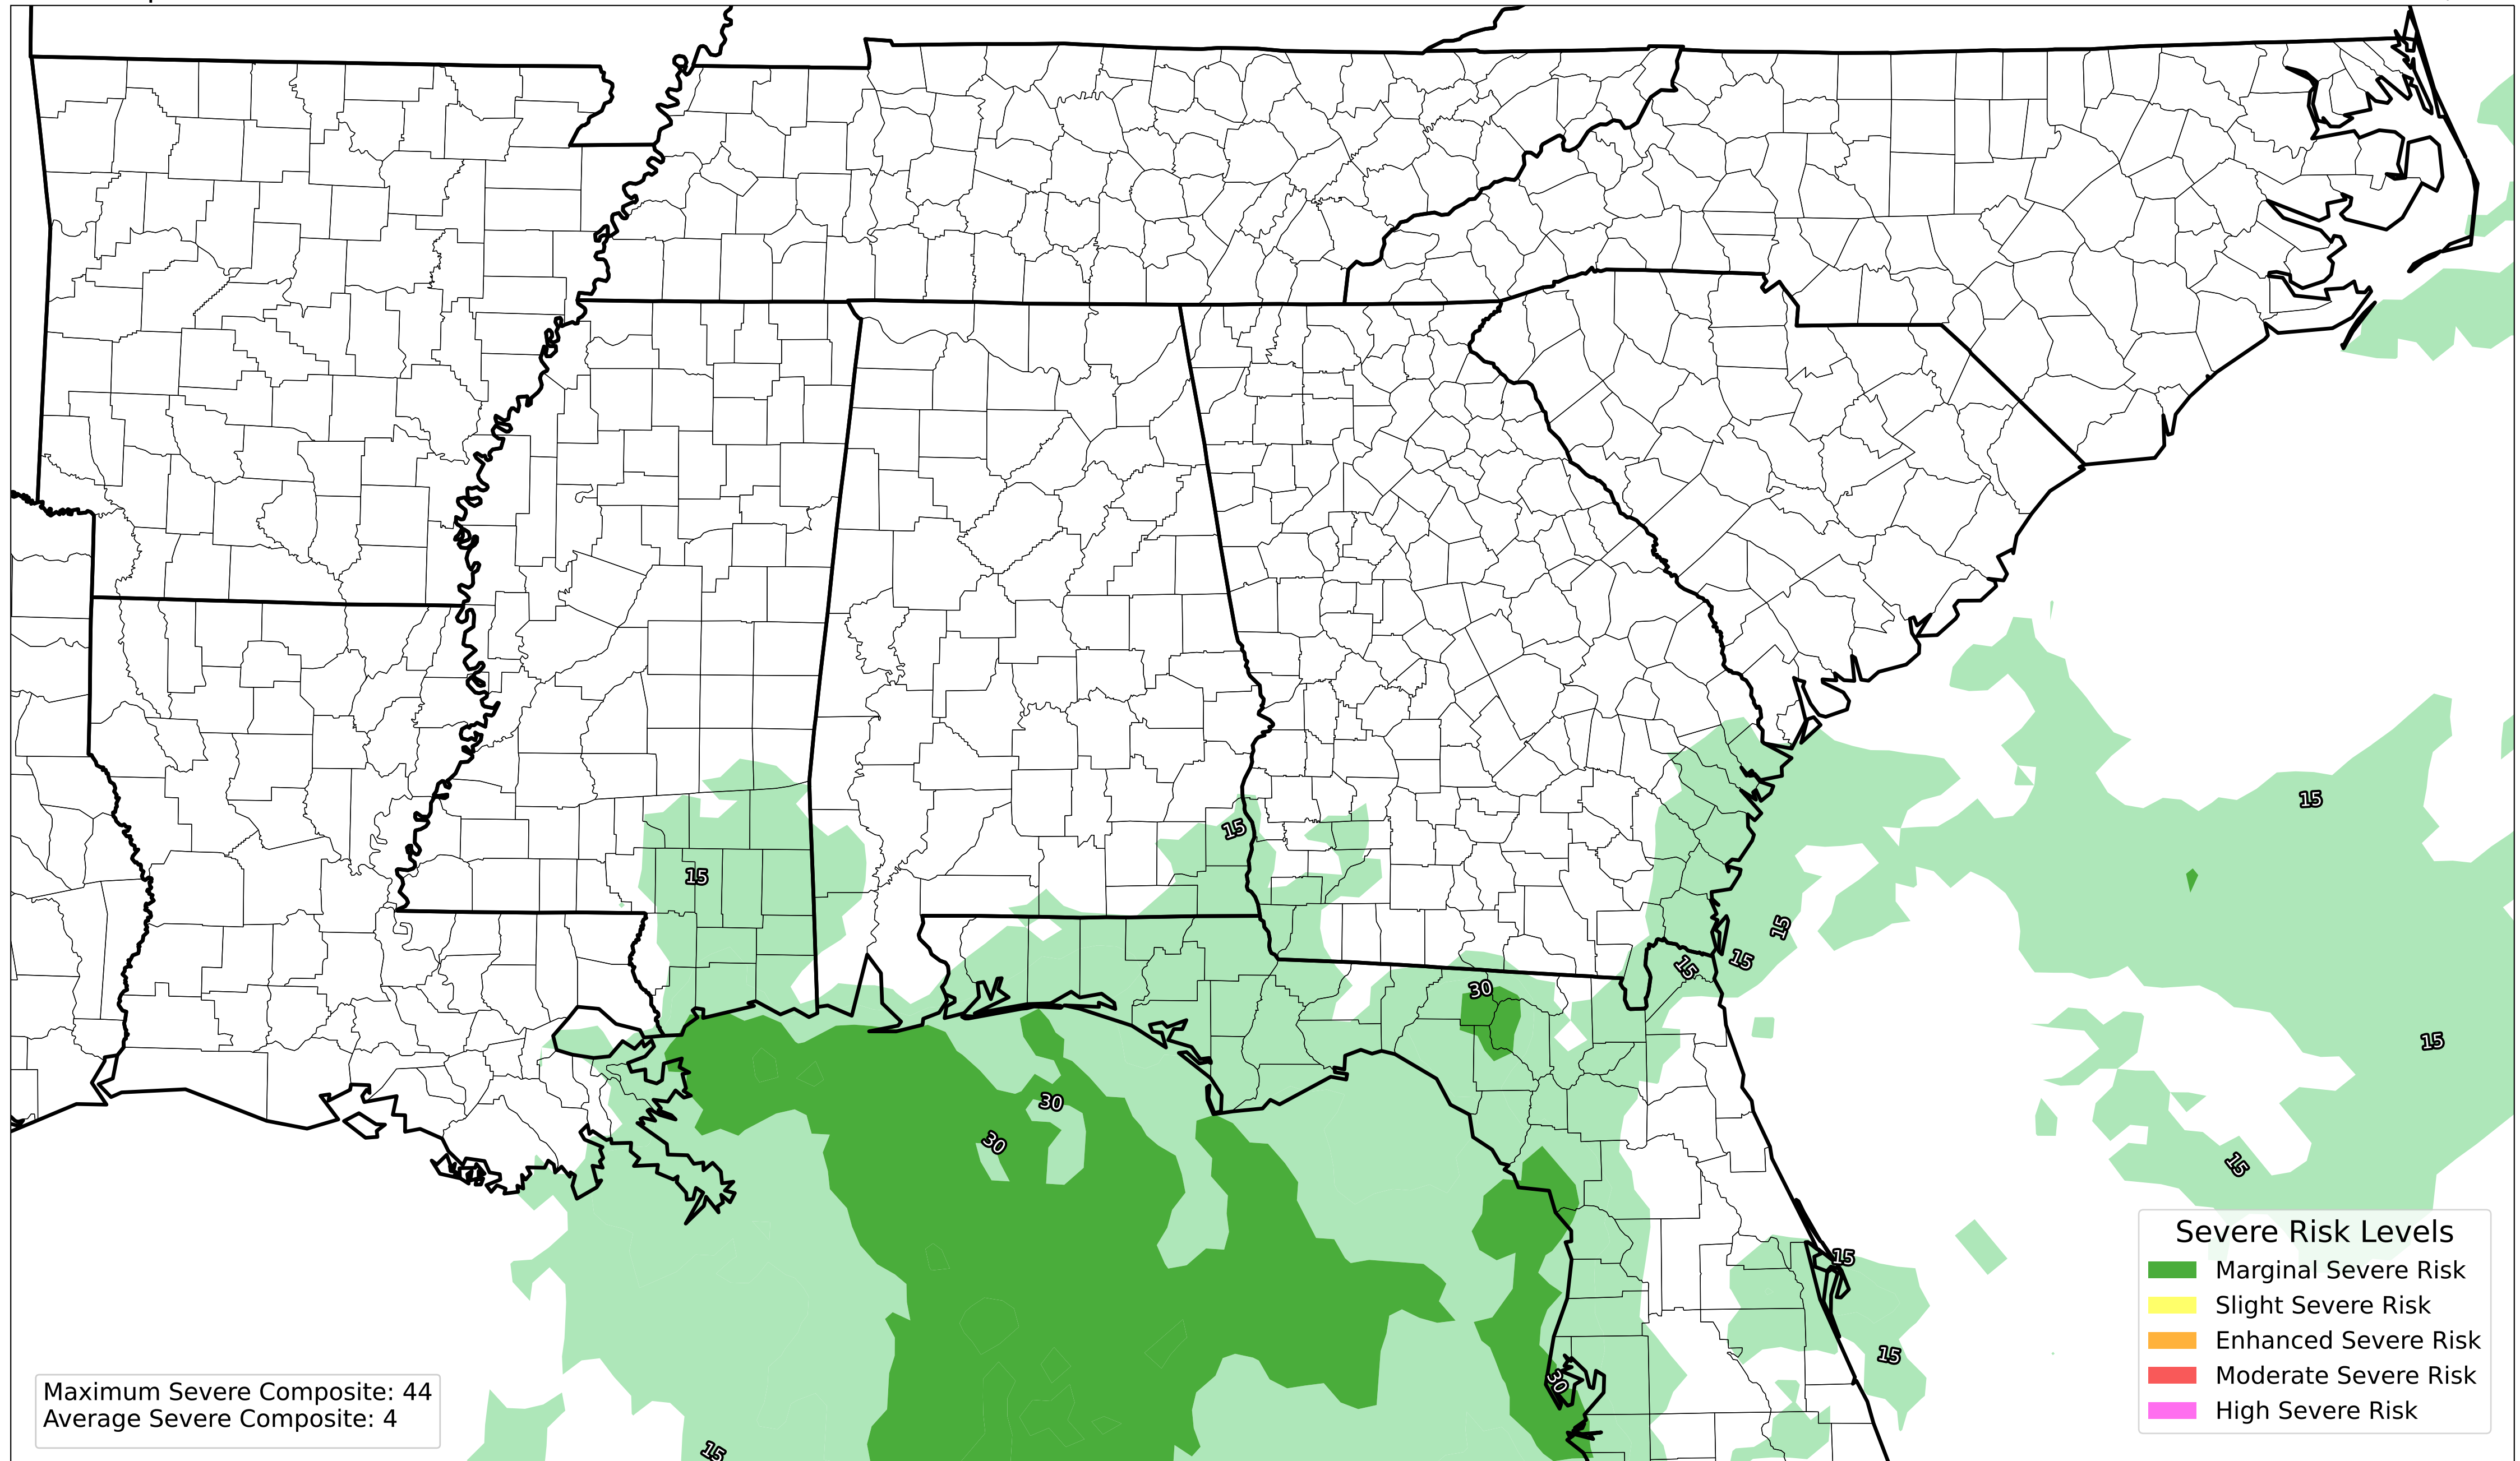 15
15
15
30
15
15
15
15
30
30
15
15
30
15
15
Severe Risk Levels
Marginal Severe Risk
Slight Severe Risk
Enhanced Severe Risk
Moderate Severe Risk
High Severe Risk
Maximum Severe Composite: 44
Average Severe Composite: 4